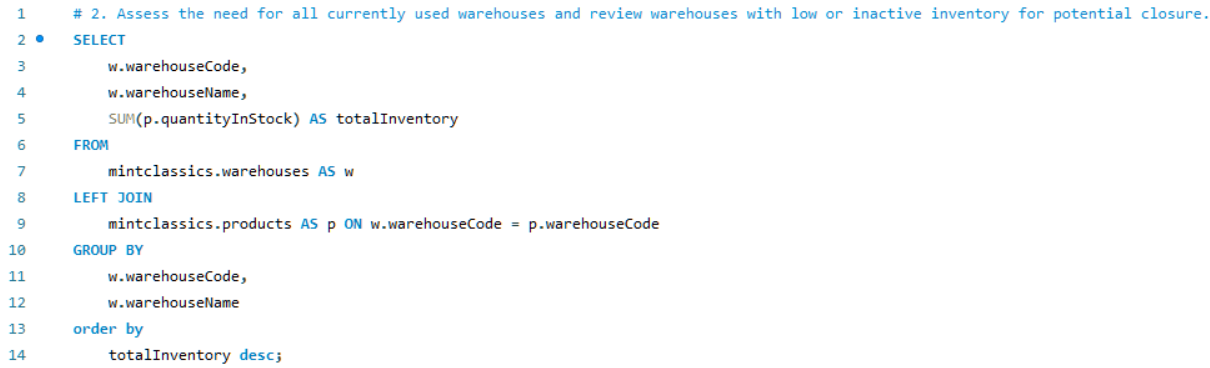 1 # 2. Assess the need for all currently used warehouses and review warehouses with low or inactive inventory for potential closure.
2 SELECT
3 w.warehouseCode,
4 w.warehouseName,
5 SUM(p.quantityInStock) AS totalInventory
6 FROM
7 mintclassics.warehouses AS w
8 LEFT JOIN
9 mintclassics.products AS p ON w.warehouseCode = p.warehouseCode
10 GROUP BY
11 w.warehouseCode,
12 w.warehouseName
13 order by
14 totalInventory desc;